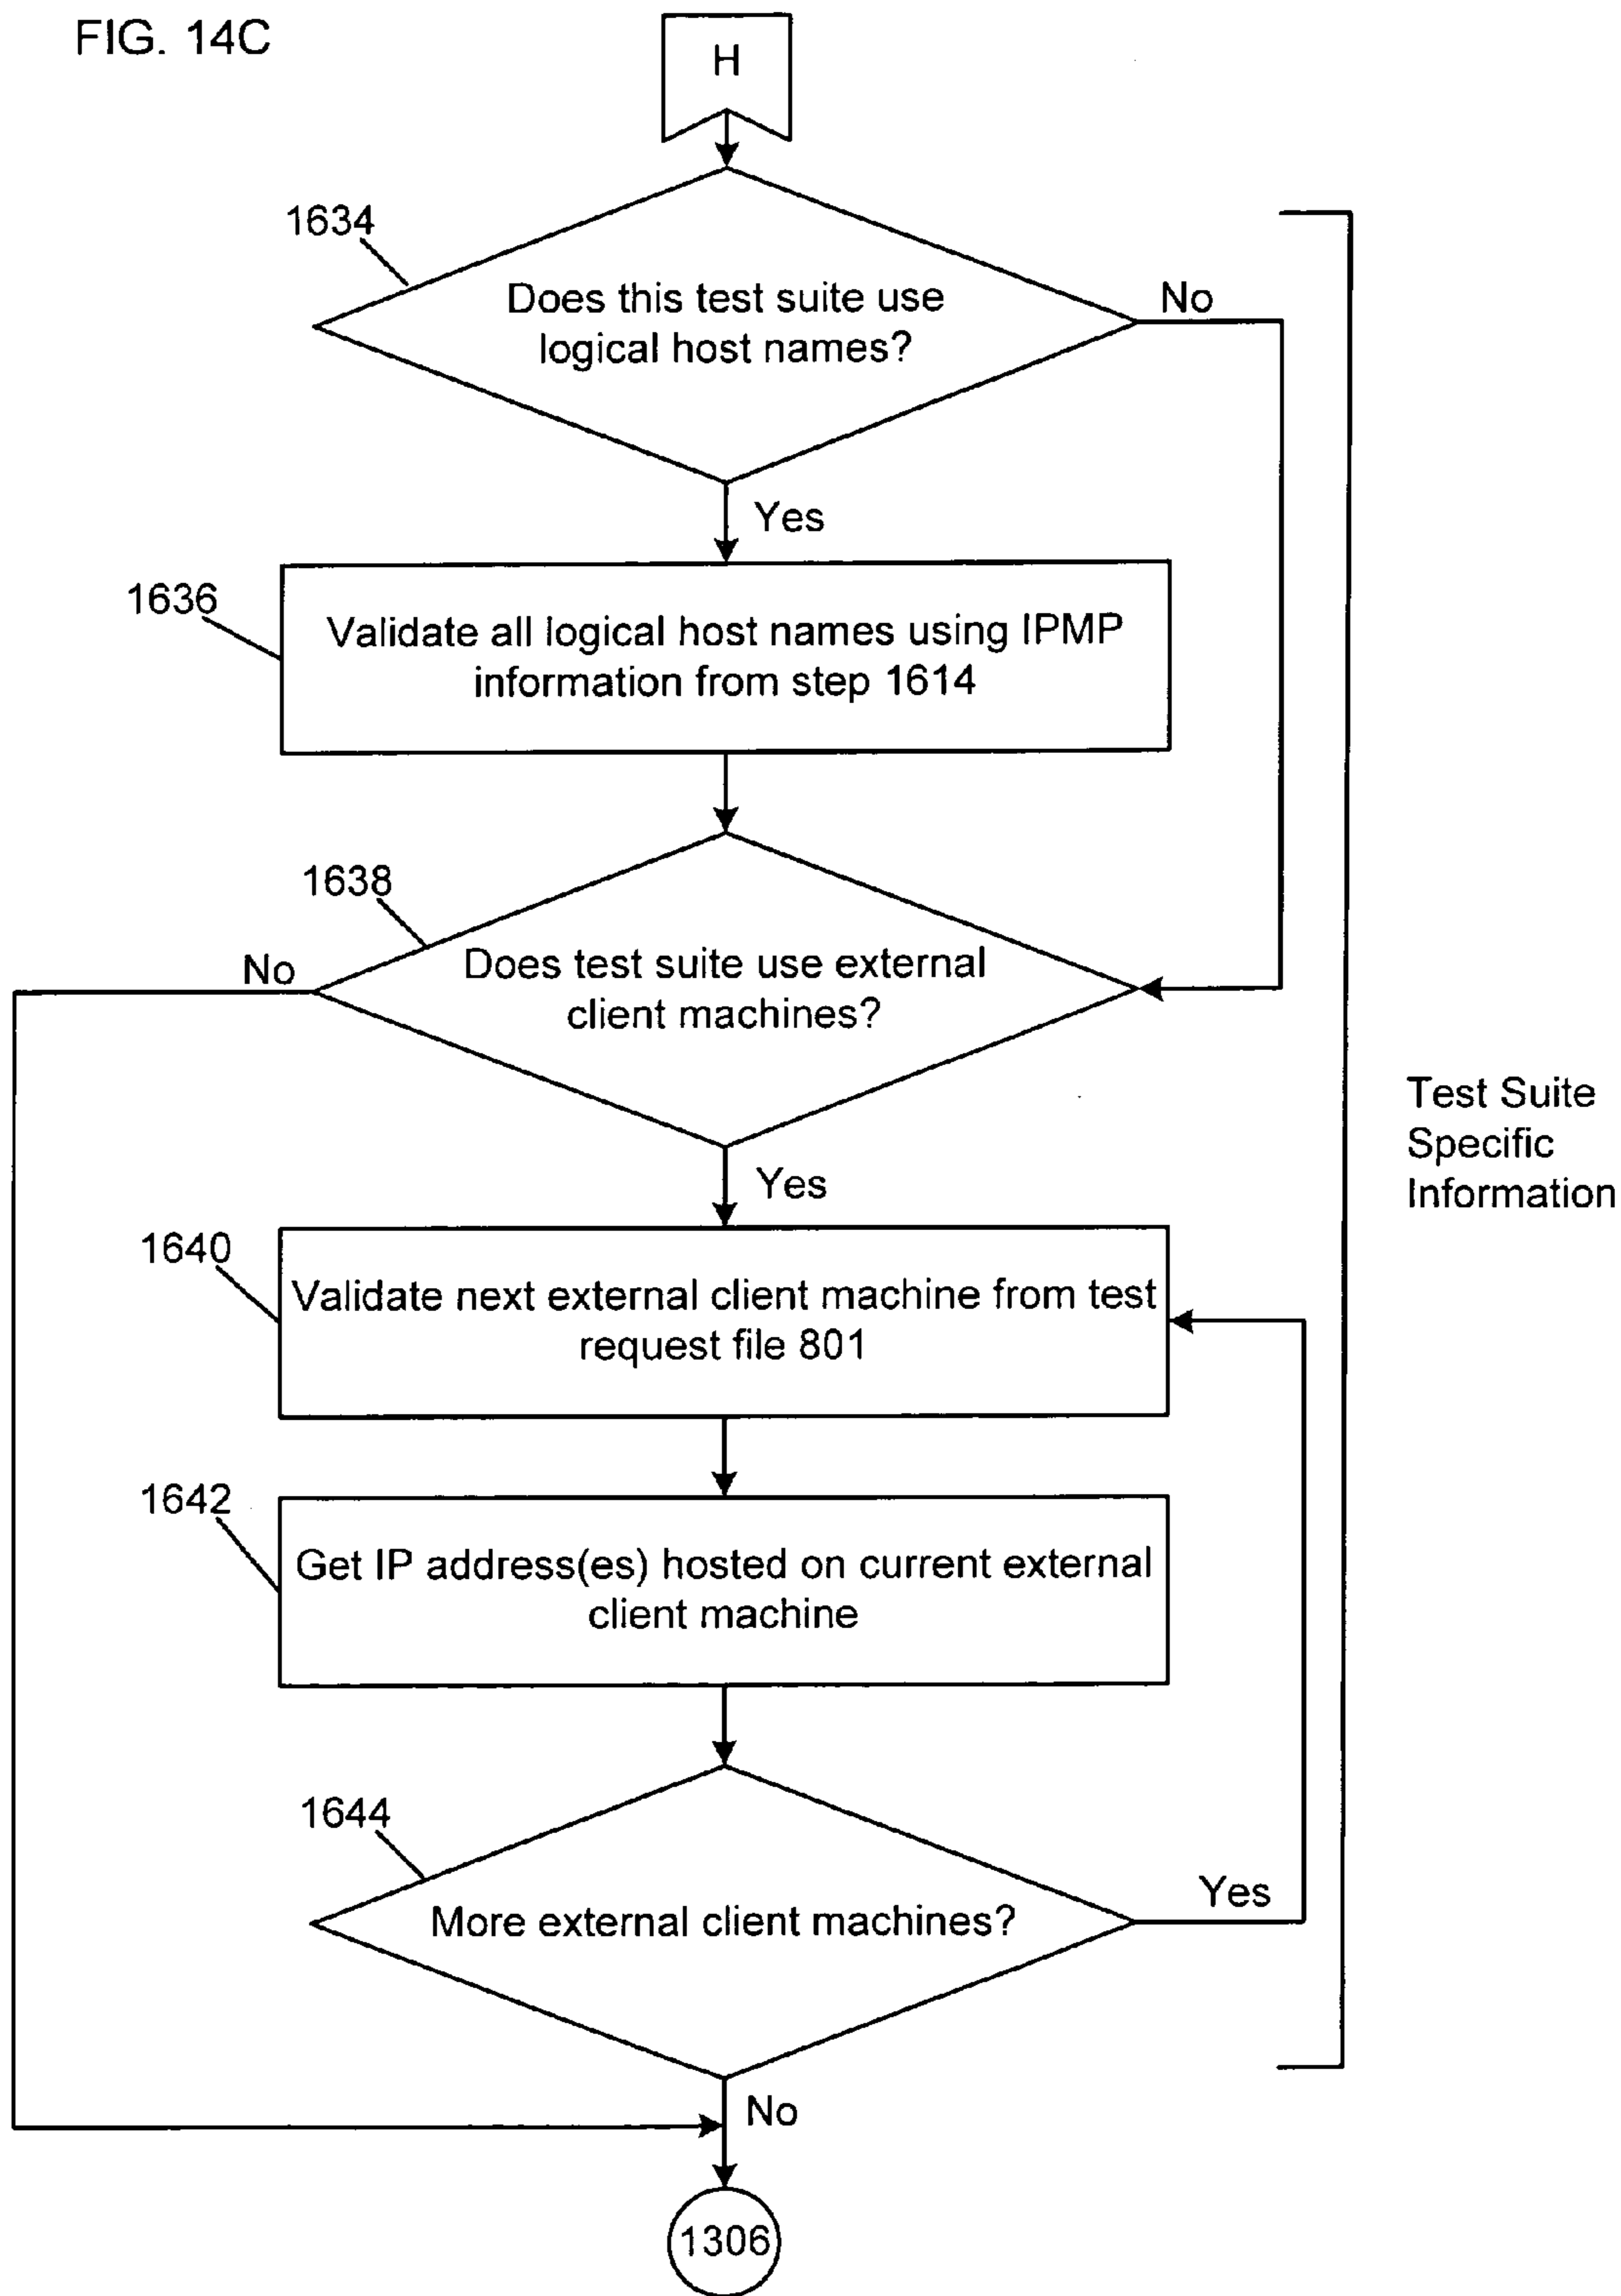 FIG. 14C
H
1634
Does this test suite use
logical host names?
No
Yes
1636
Validate all logical host names using IPMP
information from step 1614
1638
Does test suite use external
client machines?
No
Yes
Test Suite
Specific
Information
1640
Validate next external client machine from test
request file 801
1642
Get IP address(es) hosted on current external
client machine
1644
More external client machines?
Yes
No
1306